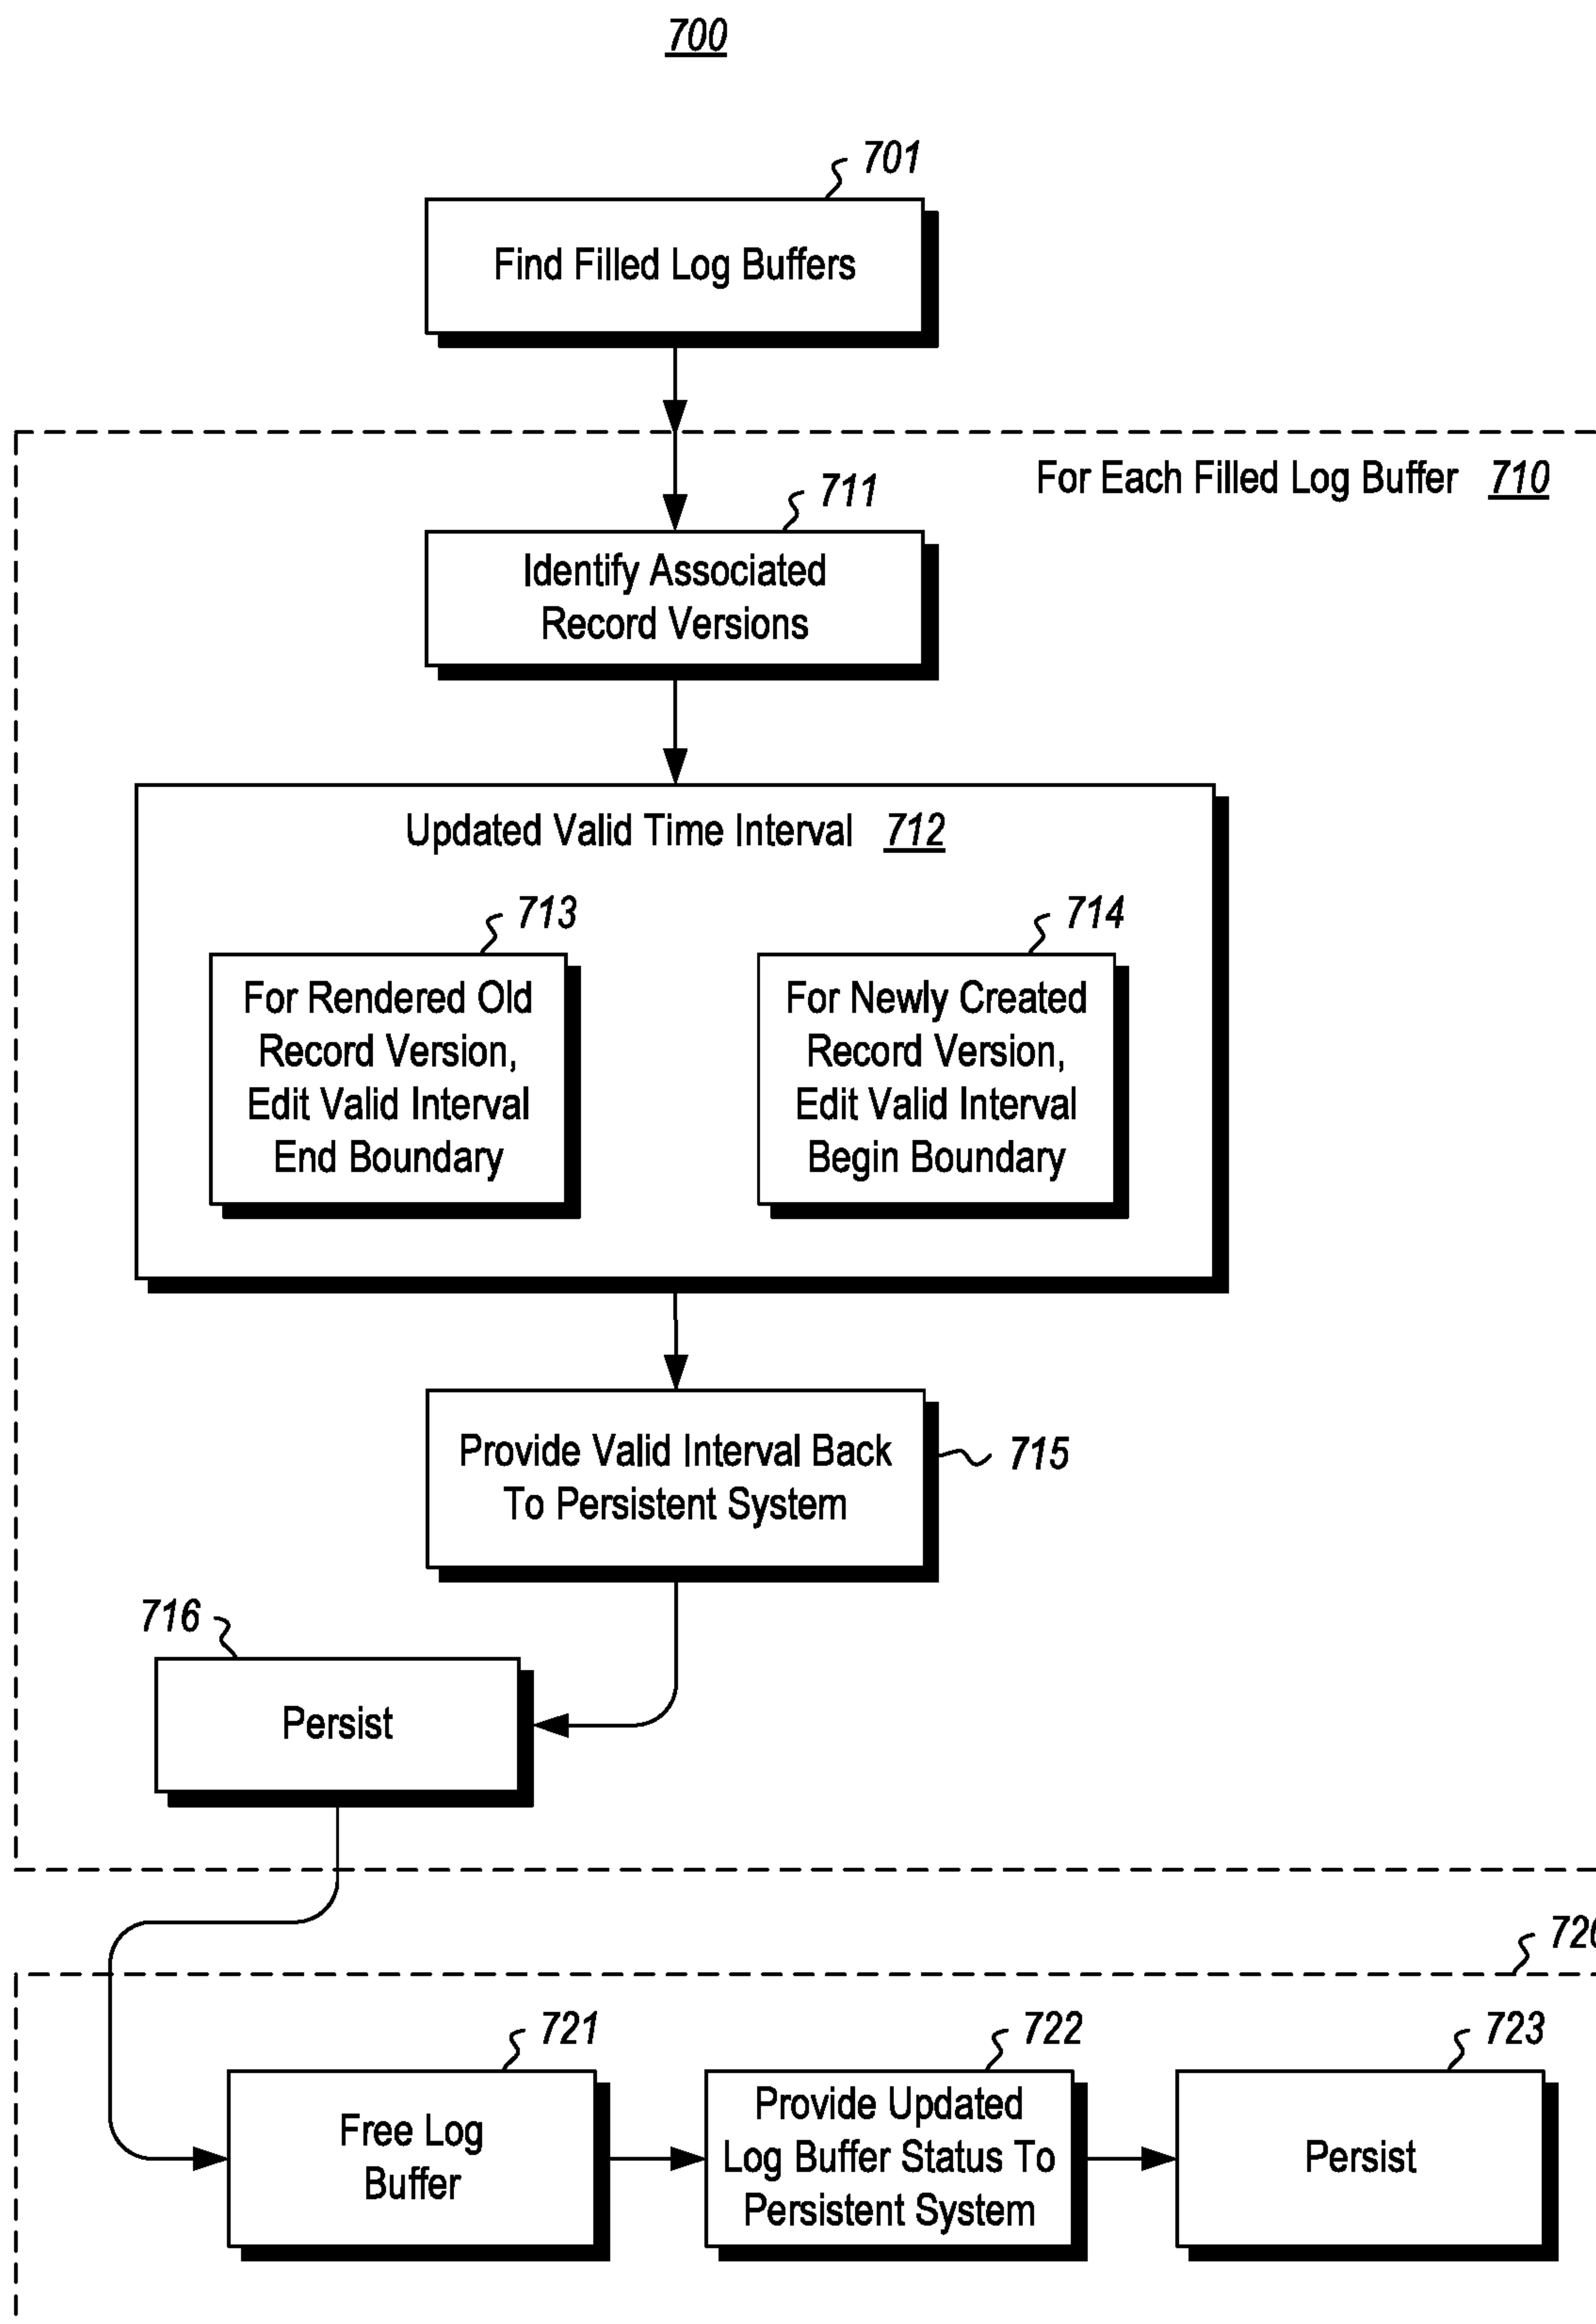 700
701
Find Filled Log Buffers
For Each Filled Log Buffer 710
711
Identify Associated
Record Versions
Updated Valid Time Interval 712
713
For Rendered Old
Record Version,
Edit Valid Interval
End Boundary
714
For Newly Created
Record Version,
Edit Valid Interval
Begin Boundary
Provide Valid Interval Back
To Persistent System
715
716
Persist
721
Free Log
Buffer
722
Provide Updated
Log Buffer Status To
Persistent System
723
Persist